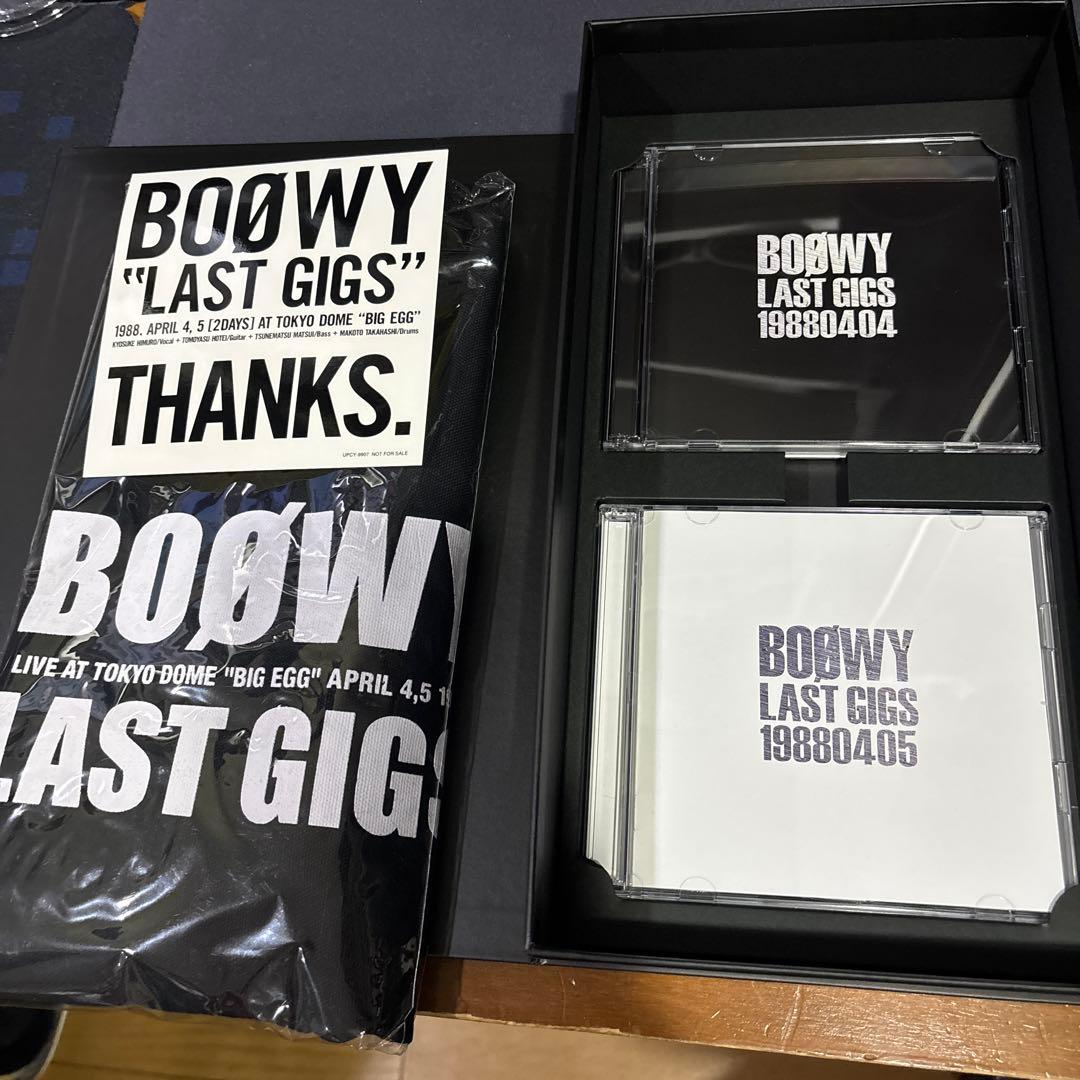 BOØWY
"LAST GIGS"
1988. APRIL 4, 5 [2DAYS] AT TOKYO DOME "BIG EGG"
KYOSUKE HIMURO/Vocal + TOMOYASU HOTEI/Guitar + TSUNEMATSU MATSUI/Bass + MAKOTO TAKAHASHI/Drums
THANKS.
UPCY-9907 NOT FOR SALE
BOØWY
LIVE AT TOKYO DOME "BIG EGG" APRIL 4,5 1
LAST GIGS
BOØWY
LAST GIGS
19880404
BOØWY
LAST GIGS
19880405